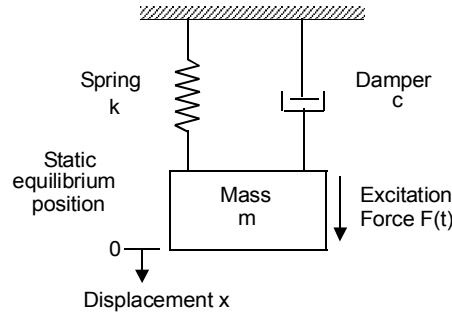 Spring
k
Damper
c
Static
equilibrium
position
Mass
m
Excitation
Force F(t)
0
Displacement x